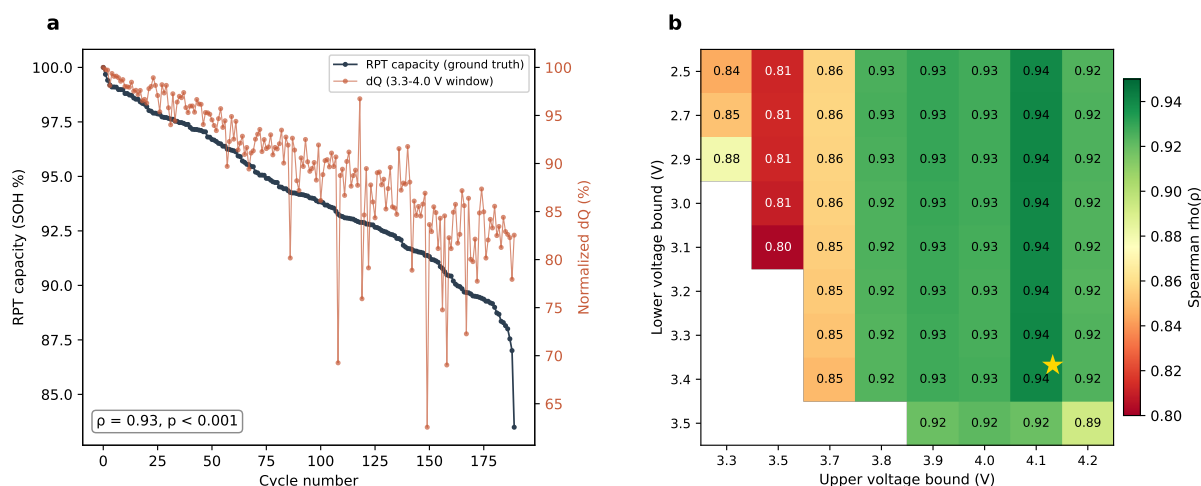 a
RPT capacity (ground truth)
dQ (3.3-4.0 V window)
100.0
97.5
95.0
92.5
90.0
87.5
85.0
RPT capacity (SOH %)
100
95
90
85
80
75
70
65
Normalized dQ (%)
ρ = 0.93, p < 0.001
0 25 50 75 100 125 150 175
Cycle number
b
2.5 0.84 0.81 0.86 0.93 0.93 0.93 0.94 0.92
2.7 0.85 0.81 0.86 0.93 0.93 0.93 0.94 0.92
2.9 0.88 0.81 0.86 0.93 0.93 0.93 0.94 0.92
3.0 0.81 0.86 0.93 0.93 0.93 0.94 0.92
3.1 0.80 0.85 0.92 0.93 0.93 0.94 0.92
3.2 0.85 0.92 0.93 0.93 0.94 0.92
3.3 0.85 0.92 0.93 0.93 0.94 0.92
3.4 0.85 0.92 0.93 0.93 0.94 0.92
3.5 0.92 0.92 0.92 0.89
Lower voltage bound (V)
3.3 3.5 3.7 3.8 3.9 4.0 4.1 4.2
Upper voltage bound (V)
0.94
0.92
0.90
0.88
0.86
0.84
0.82
0.80
Spearman rho(ρ)